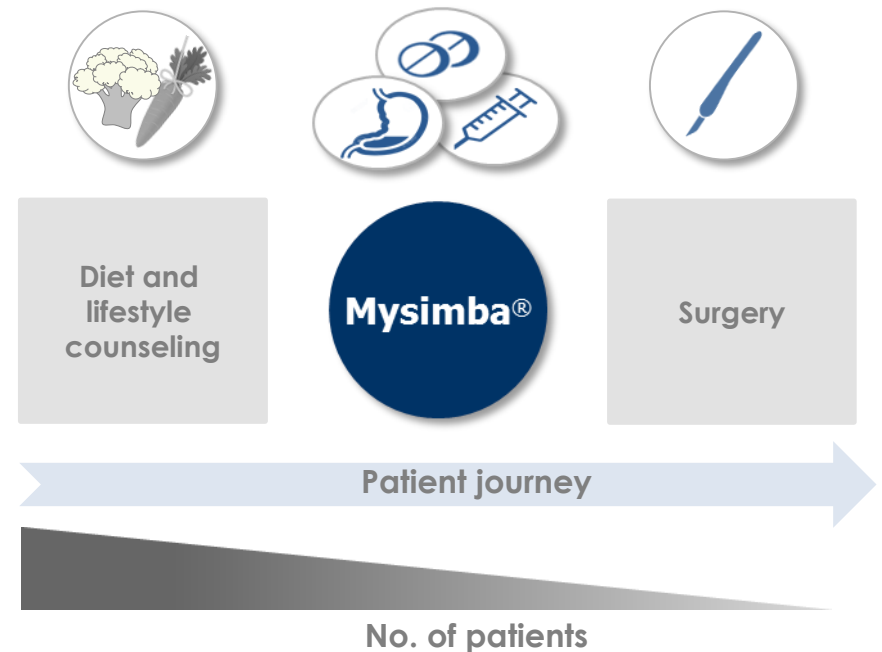 Diet and
lifestyle
counseling
Mysimba®
Surgery
Patient journey
No. of patients